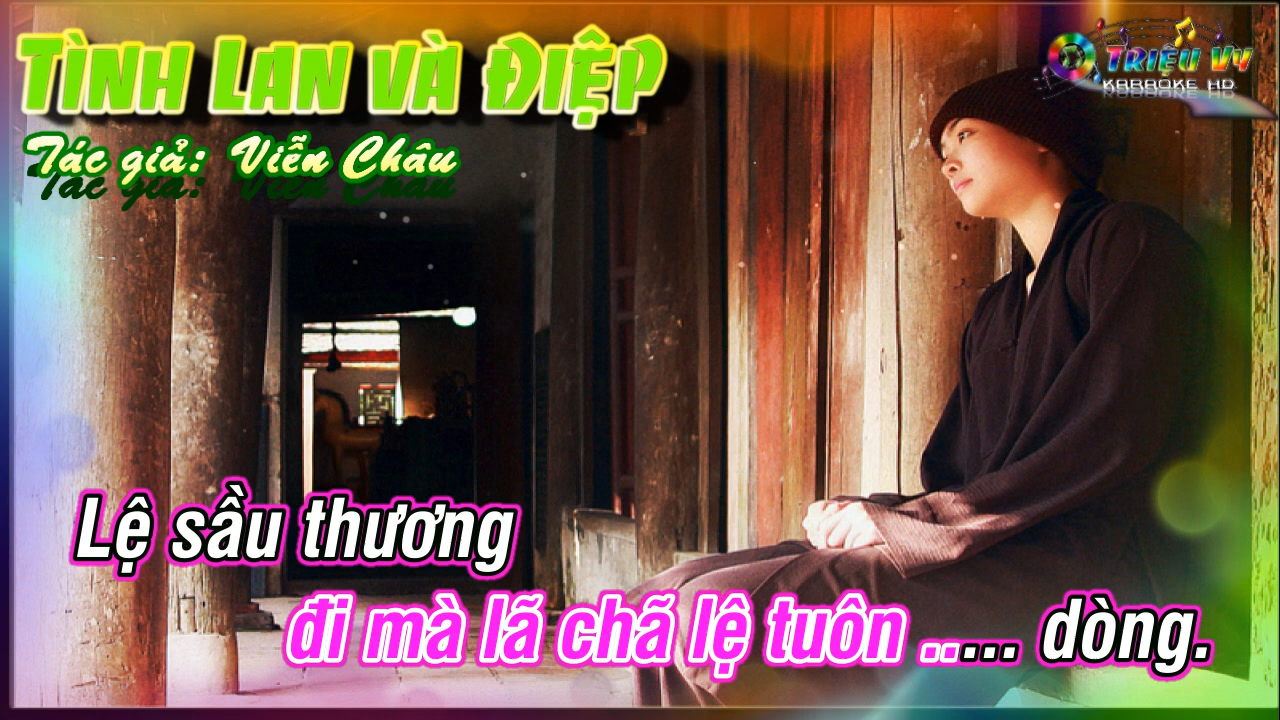 Tình Lan và Điệp
Triệu Vy
KARAOKE HD
Tác giả: Viễn Châu
Lệ sầu thương
đi mà lã chã lệ tuôn ..... dòng.